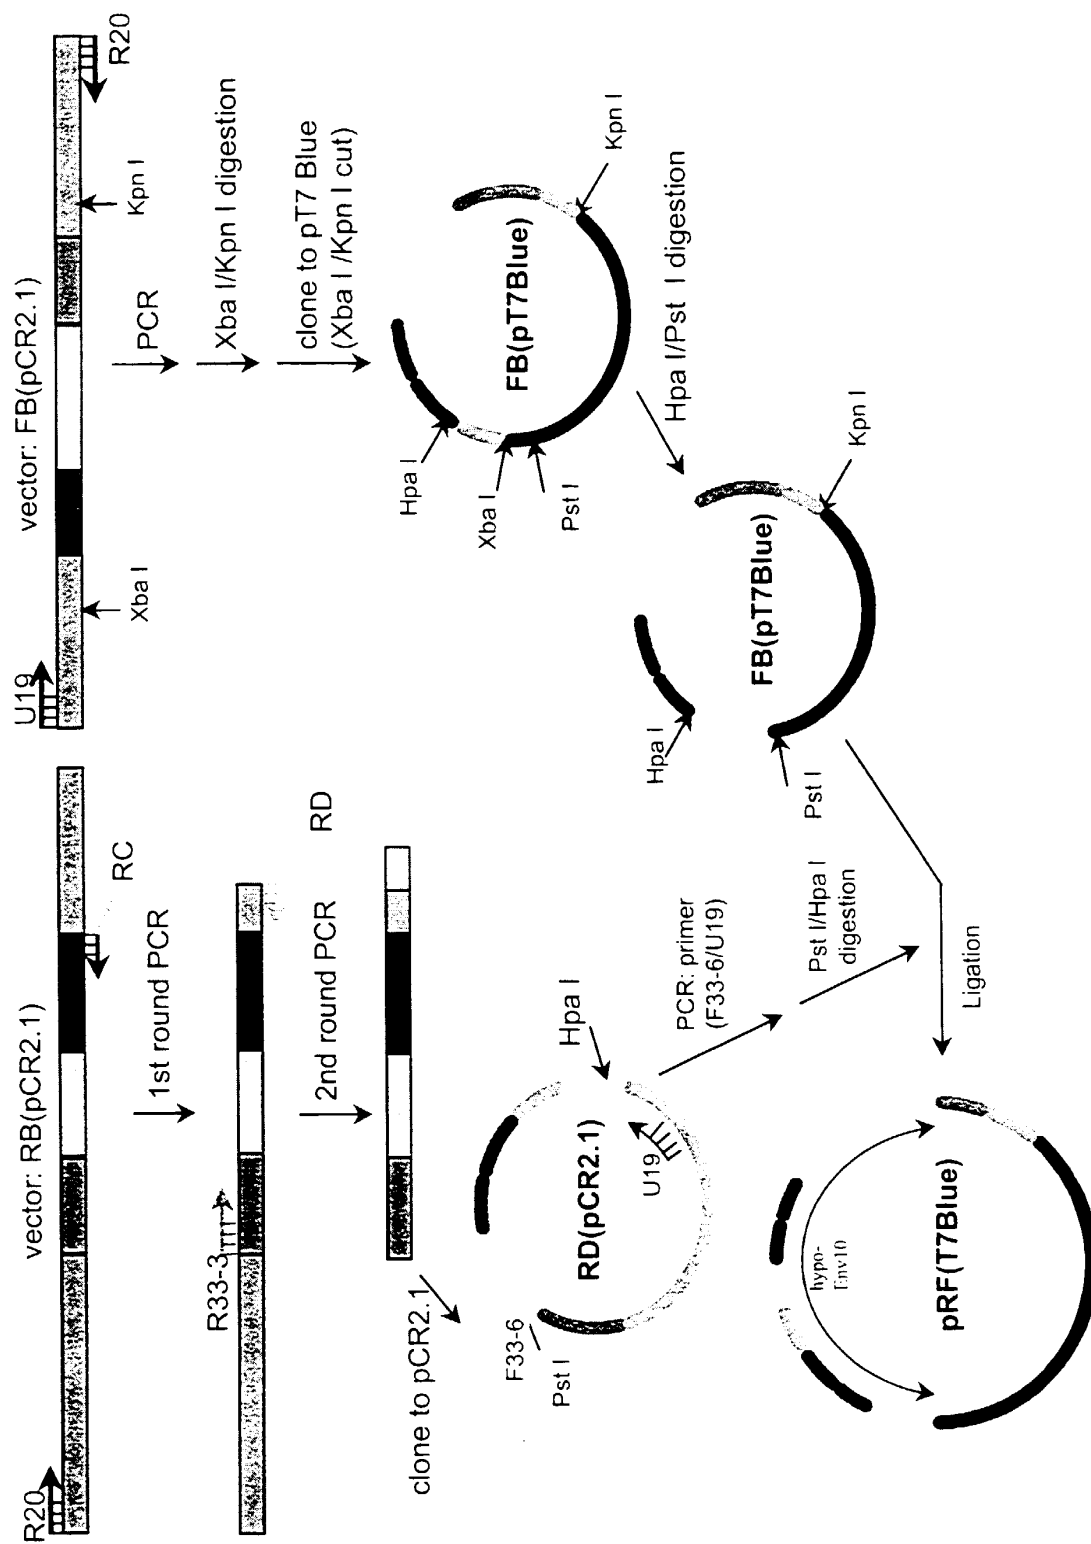 vector: RB(pCR2.1)
R20
RC
1st round PCR
R33-3
2nd round PCR
RD
clone to pCR2.1
F33-6
Pst I
RD(pCR2.1)
U19
Hpa I
PCR: primer
(F33-6/U19)
Pst I/Hpa I
digestion
vector: FB(pCR2.1)
U19
R20
Xba I
Kpn I
PCR
Xba I/Kpn I digestion
clone to pT7 Blue
(Xba I /Kpn I cut)
Hpa I
Xba I
Pst I
FB(pT7Blue)
Kpn I
Hpa I/Pst I digestion
Hpa I
Pst I
FB(pT7Blue)
Kpn I
Ligation
hypo-
Env10
pRF(T7Blue)